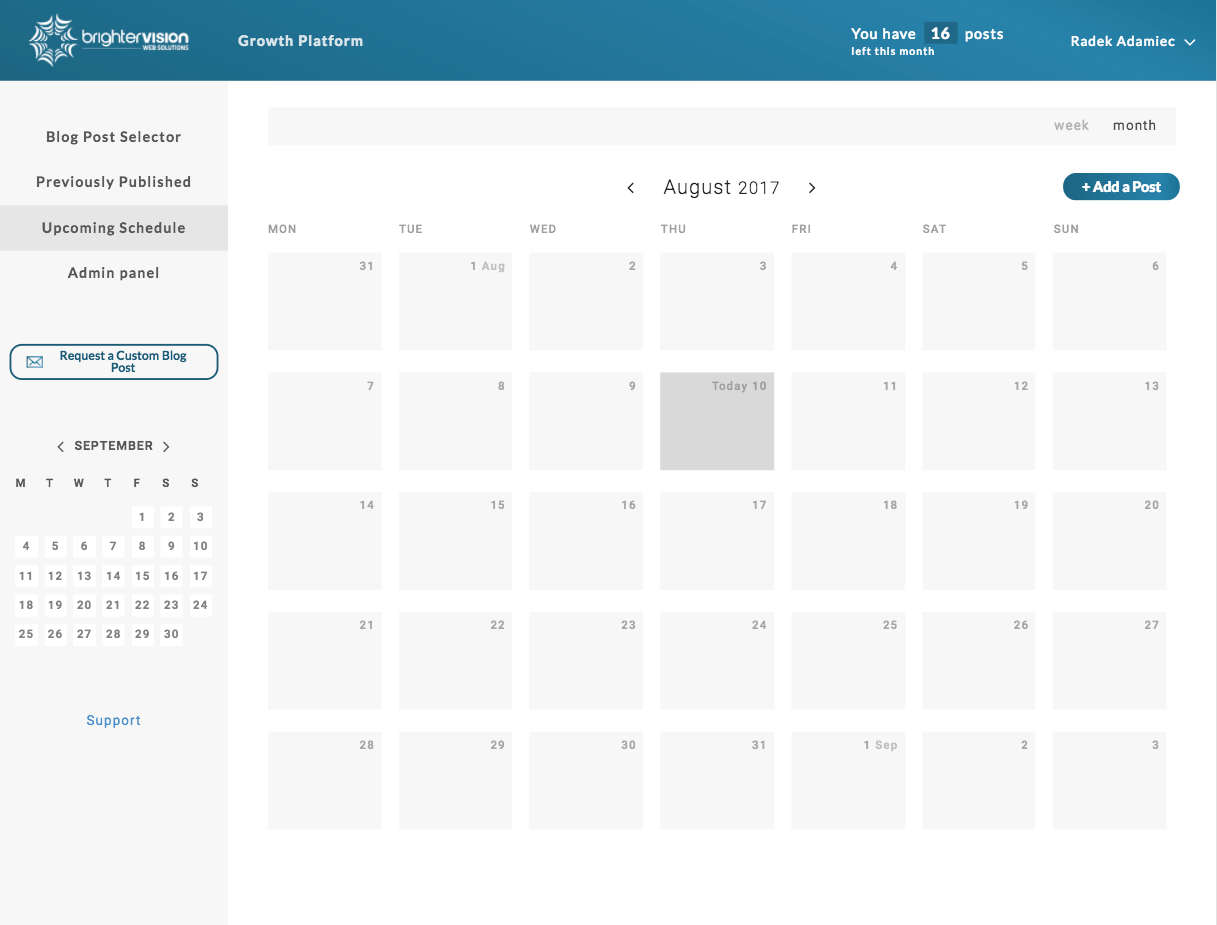 brightervision
WEB SOLUTIONS
Growth Platform
You have 16 posts
left this month
Radek Adamiec
Blog Post Selector
Previously Published
Upcoming Schedule
Admin panel
Request a Custom Blog
Post
SEPTEMBER
M T W T F S S
1 2 3
4 5 6 7 8 9 10
11 12 13 14 15 16 17
18 19 20 21 22 23 24
25 26 27 28 29 30
Support
week month
August 2017
+ Add a Post
MON TUE WED THU FRI SAT SUN
31 1 Aug 2 3 4 5 6
7 8 9 Today 10 11 12 13
14 15 16 17 18 19 20
21 22 23 24 25 26 27
28 29 30 31 1 Sep 2 3